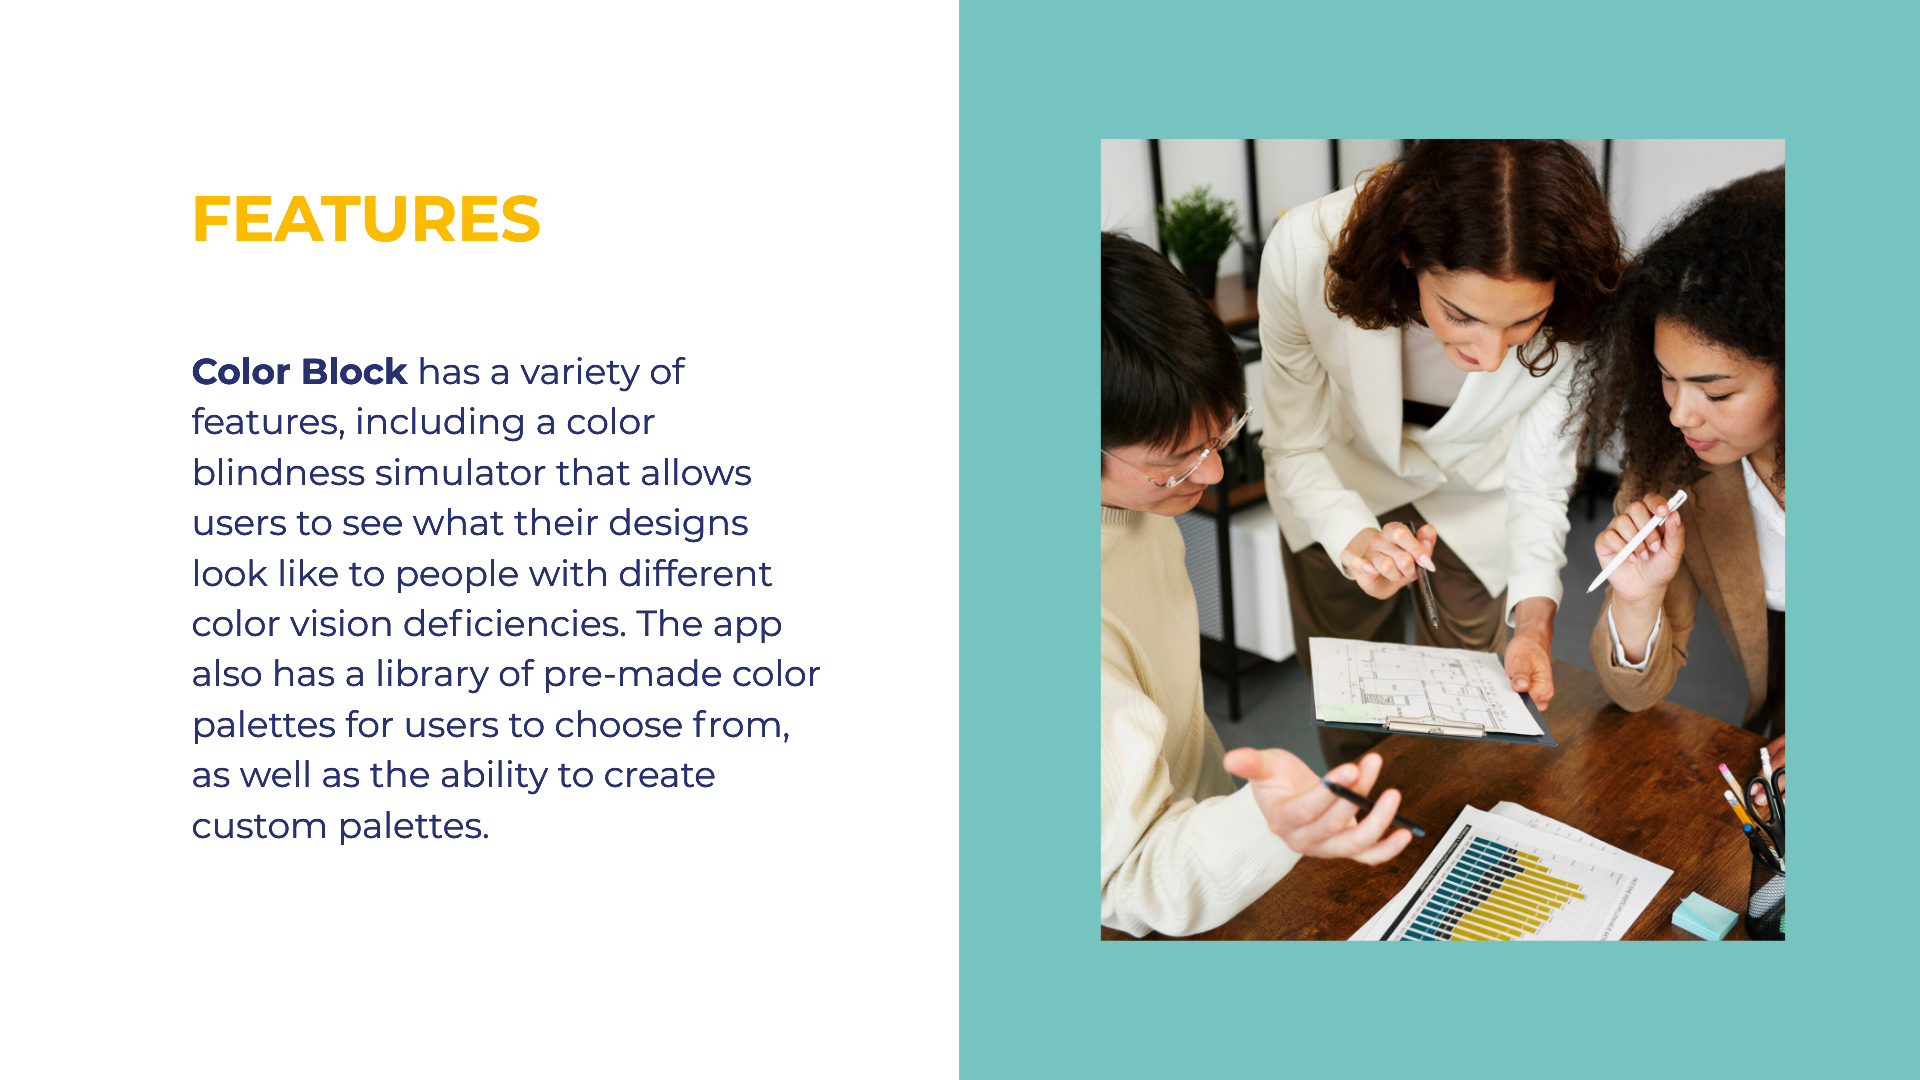 FEATURES
Color Block has a variety of
features, including a color
blindness simulator that allows
users to see what their designs
look like to people with different
color vision deficiencies. The app
also has a library of pre-made color
palettes for users to choose from,
as well as the ability to create
custom palettes.